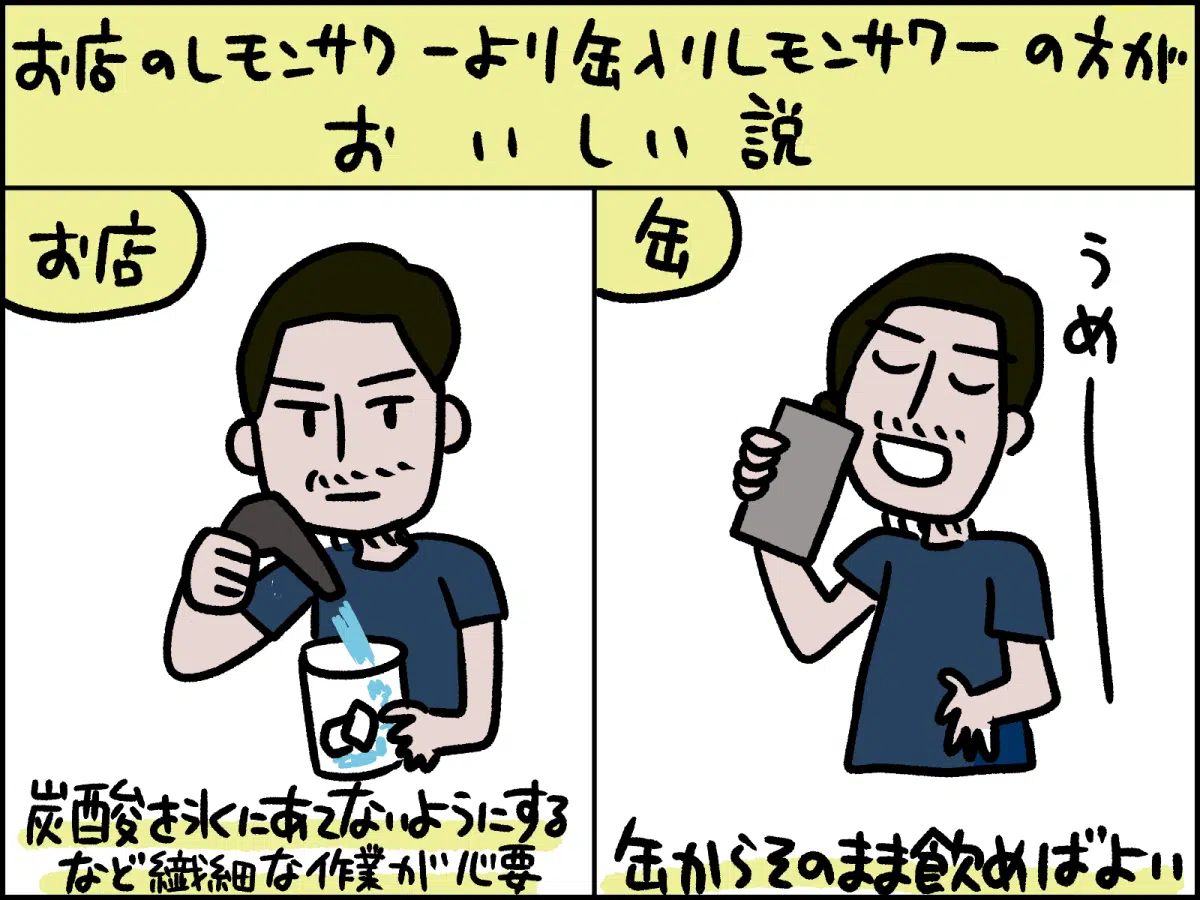 お店のレモンサワーより缶入りレモンサワーの方が
おいしい説
お店
缶
うめー
炭酸を氷にあてないようにする
など繊細な作業が必要
缶からそのまま飲めばよい